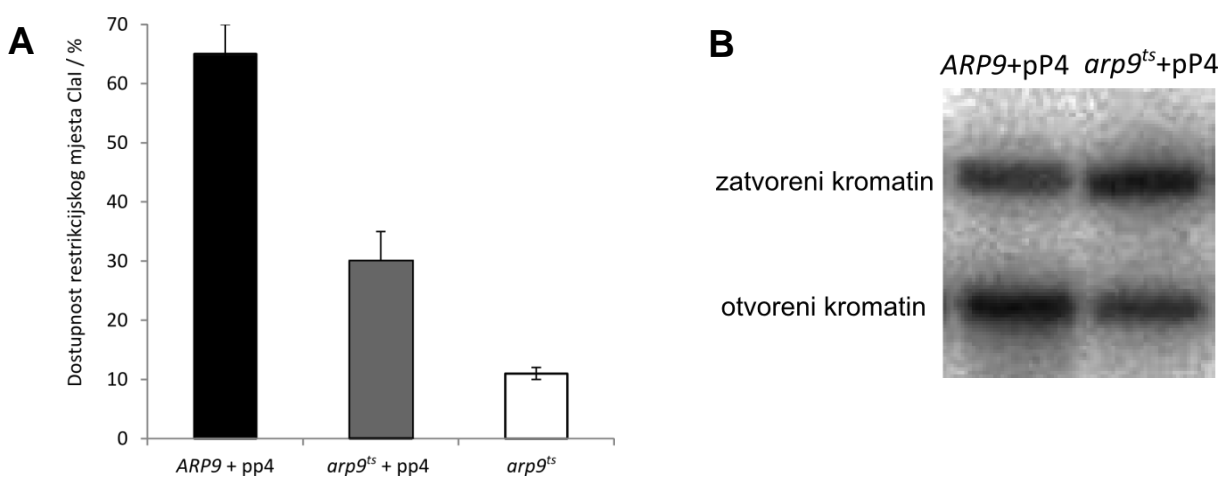 A
Dostupnost restrikcijskog mjesta ClaI / %
70
60
50
40
30
20
10
0
ARP9 + pp4
arp9ts + pp4
arp9ts
B
ARP9+pP4 arp9ts+pP4
zatvoreni kromatin
otvoreni kromatin